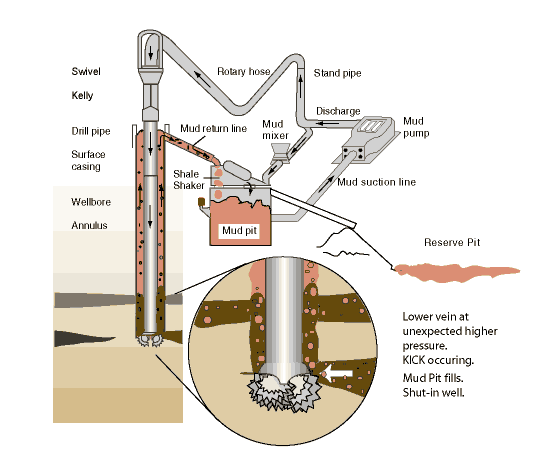 Swivel
Kelly
Drill pipe
Surface
casing
Wellbore
Annulus
Rotary hose
Stand pipe
Discharge
Mud return line
Mud
mixer
Mud
pump
Shale
Shaker
Mud suction line
Mud pit
Reserve Pit
Lower vein at
unexpected higher
pressure.
KICK occuring.
Mud Pit fills.
Shut-in well.